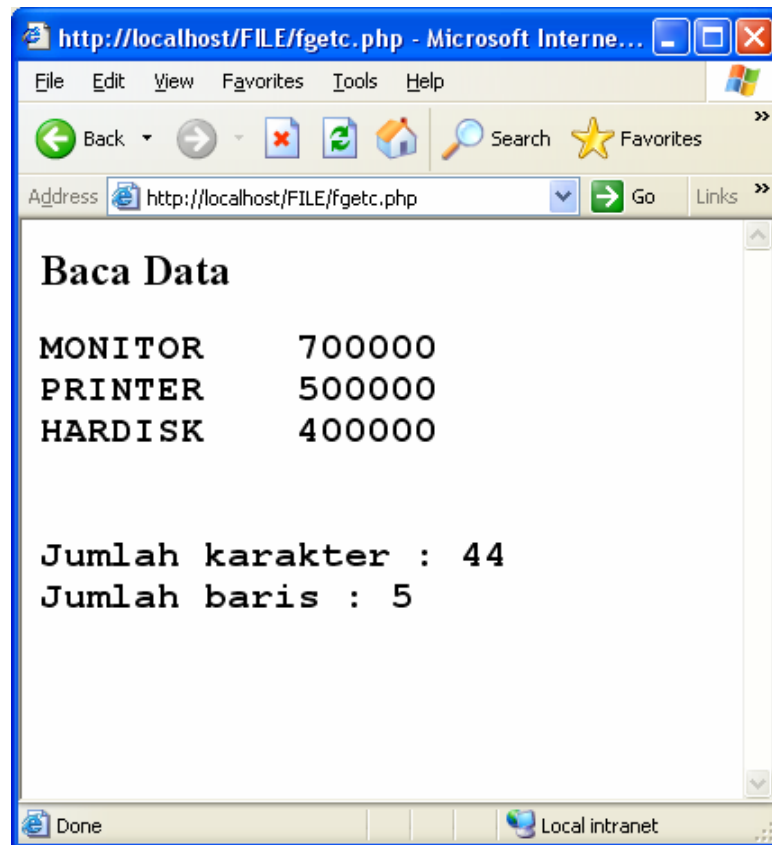 http://localhost/FILE/fgetc.php - Microsoft Interne...
File Edit View Favorites Tools Help
Back Search Favorites »
Address http://localhost/FILE/fgetc.php Go Links »
Baca Data
MONITOR 700000
PRINTER 500000
HARDISK 400000
Jumlah karakter : 44
Jumlah baris : 5
Done Local intranet